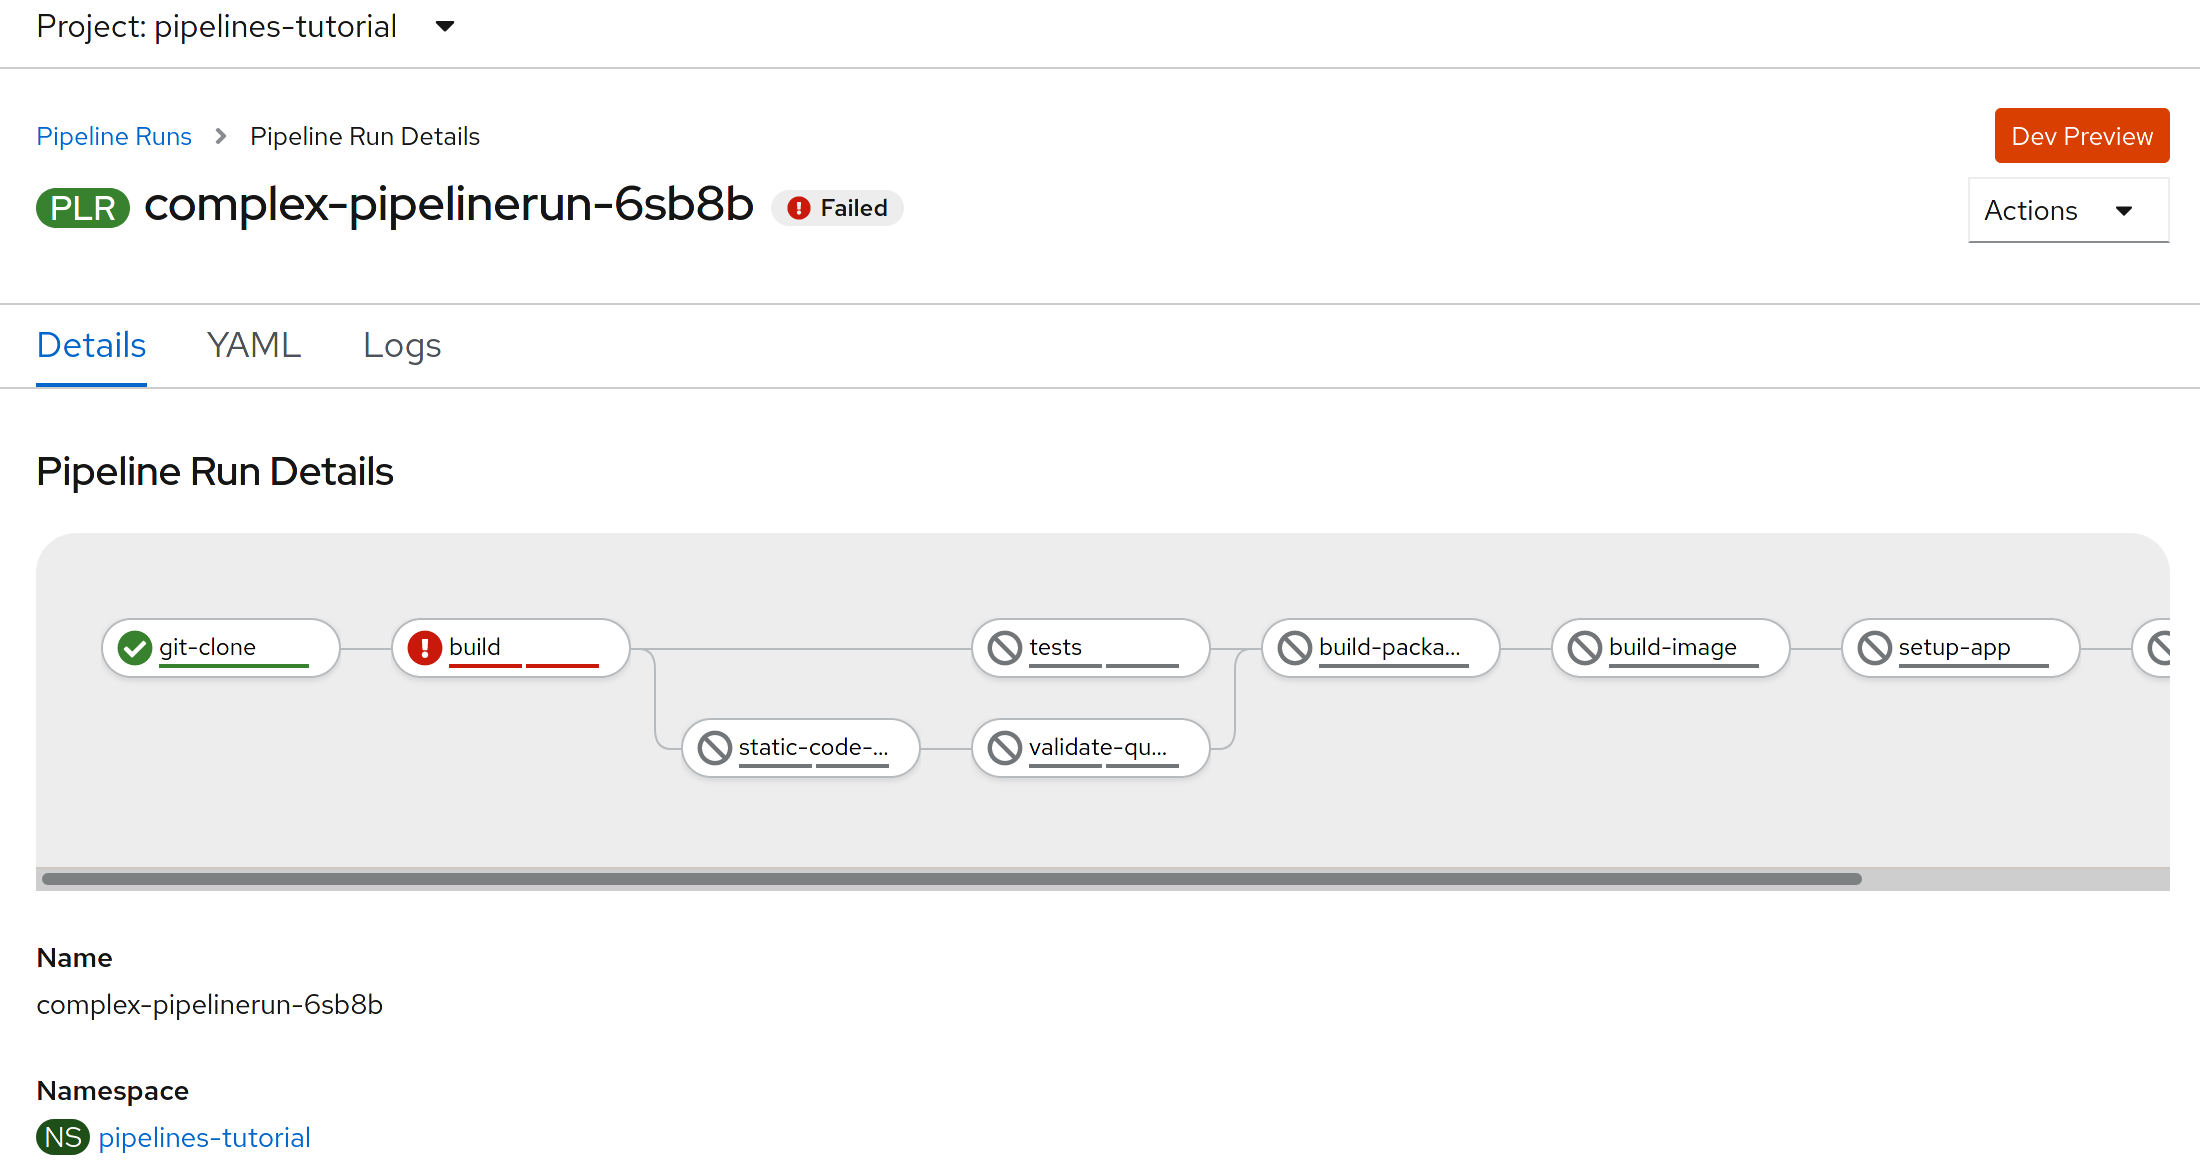 Project: pipelines-tutorial
Pipeline Runs > Pipeline Run Details
Dev Preview
PLR complex-pipelinerun-6sb8b Failed
Actions
Details YAML Logs
Pipeline Run Details
git-clone build tests build-packa... build-image setup-app
static-code-... validate-qu...
Name
complex-pipelinerun-6sb8b
Namespace
NS pipelines-tutorial